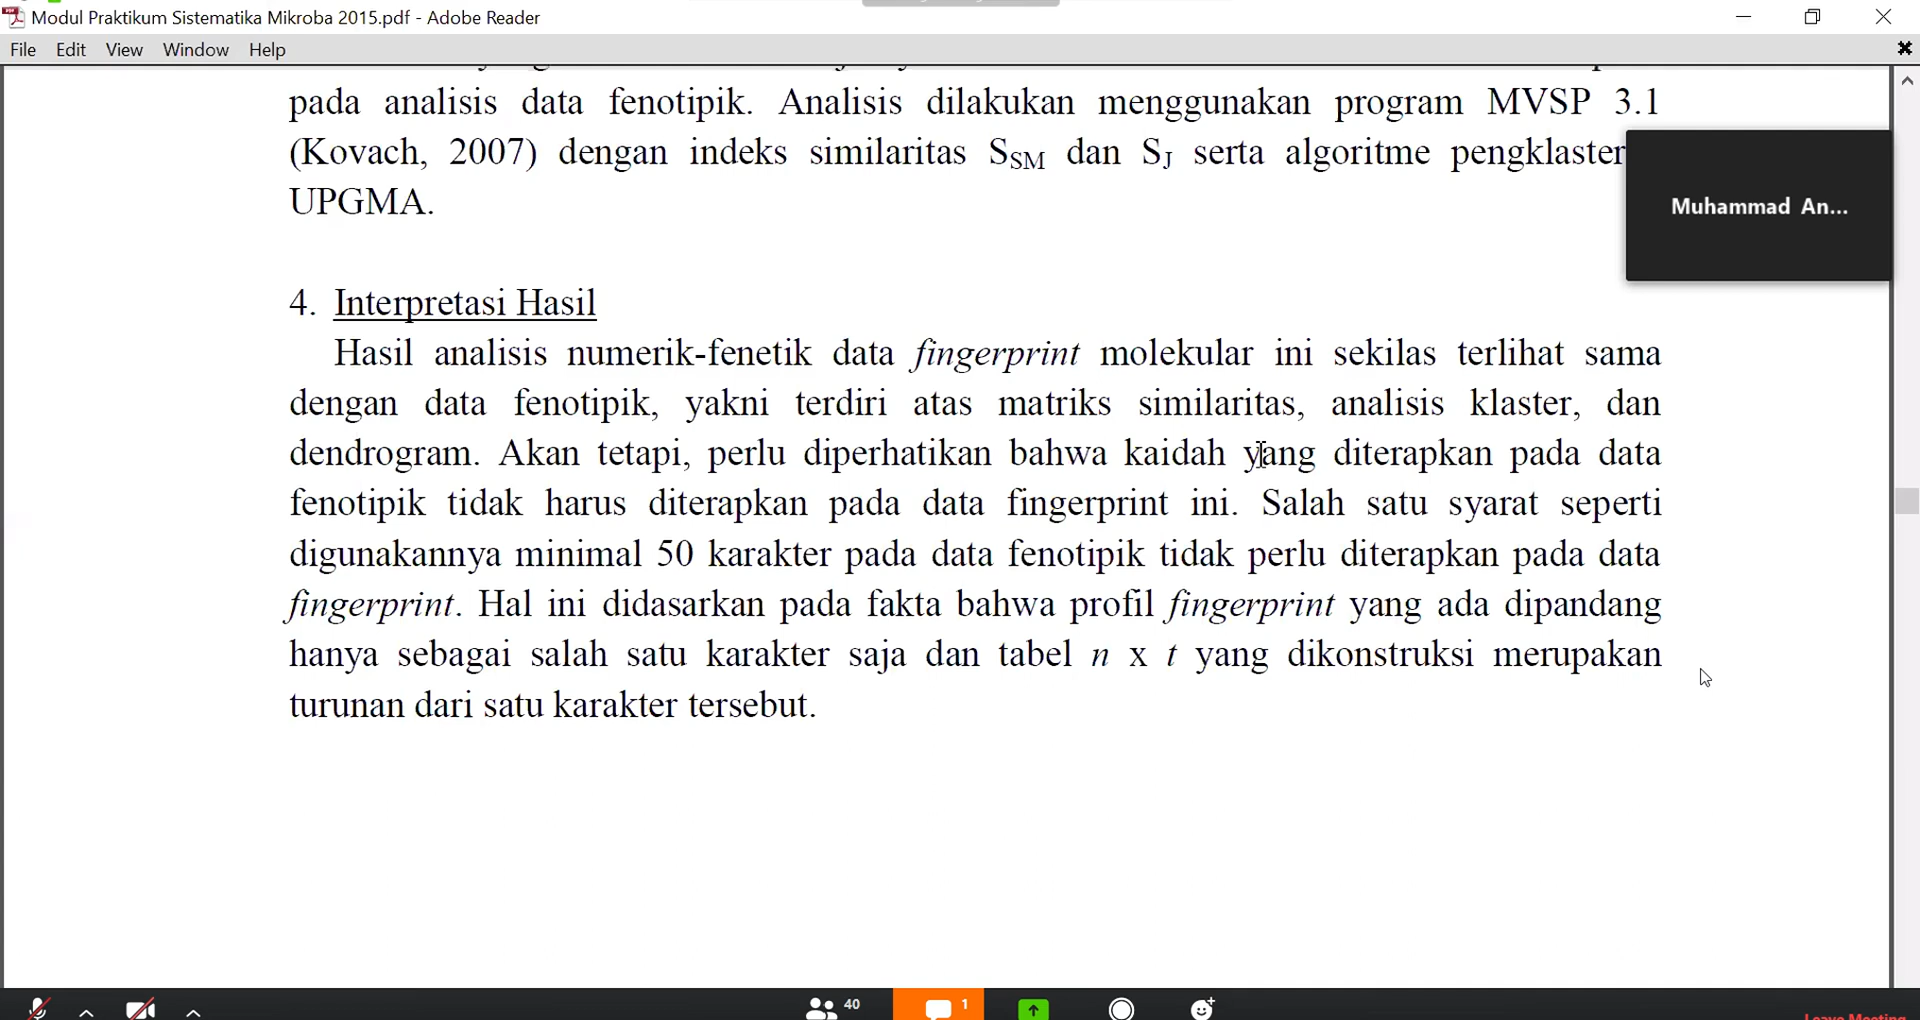 Modul Praktikum Sistematika Mikroba 2015.pdf - Adobe Reader
File Edit View Window Help
pada analisis data fenotipik. Analisis dilakukan menggunakan program MVSP 3.1
(Kovach, 2007) dengan indeks similaritas SSM dan SJ serta algoritme pengklaster
UPGMA.
Muhammad An...
4. Interpretasi Hasil
Hasil analisis numerik-fenetik data fingerprint molekular ini sekilas terlihat sama
dengan data fenotipik, yakni terdiri atas matriks similaritas, analisis klaster, dan
dendrogram. Akan tetapi, perlu diperhatikan bahwa kaidah yang diterapkan pada data
fenotipik tidak harus diterapkan pada data fingerprint ini. Salah satu syarat seperti
digunakannya minimal 50 karakter pada data fenotipik tidak perlu diterapkan pada data
fingerprint. Hal ini didasarkan pada fakta bahwa profil fingerprint yang ada dipandang
hanya sebagai salah satu karakter saja dan tabel n x t yang dikonstruksi merupakan
turunan dari satu karakter tersebut.
40 1
Leave Meeting